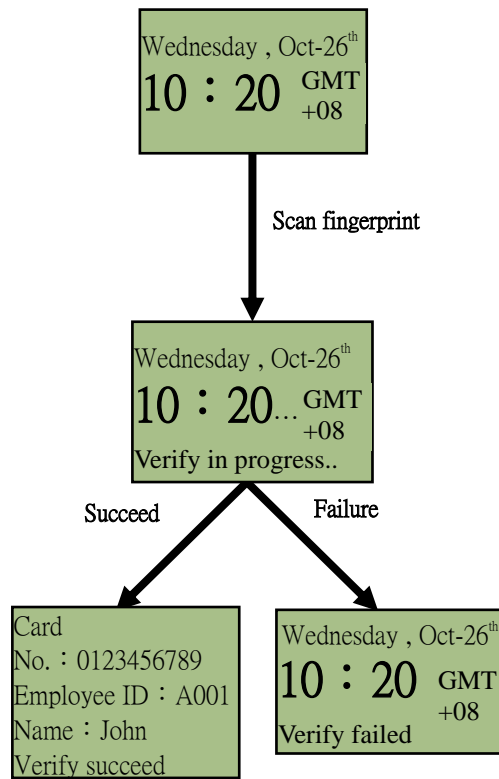 Wednesday , Oct-26th
10：20 GMT
+08
Scan fingerprint
Wednesday , Oct-26th
10：20... GMT
+08
Verify in progress..
Succeed
Failure
Card
No.：0123456789
Employee ID：A001
Name：John
Verify succeed
Wednesday , Oct-26th
10：20 GMT
+08
Verify failed